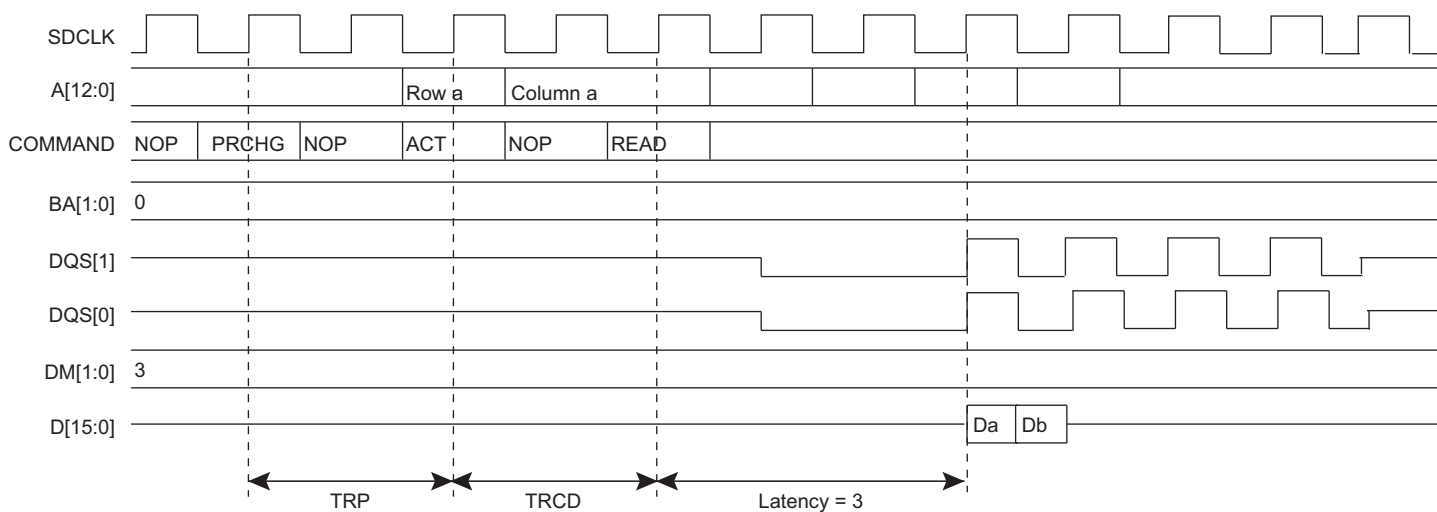 SDCLK
A[12:0] Row a Column a
COMMAND NOP PRCHG NOP ACT NOP READ
BA[1:0] 0
DQS[1]
DQS[0]
DM[1:0] 3
D[15:0] Da Db
TRP TRCD Latency = 3